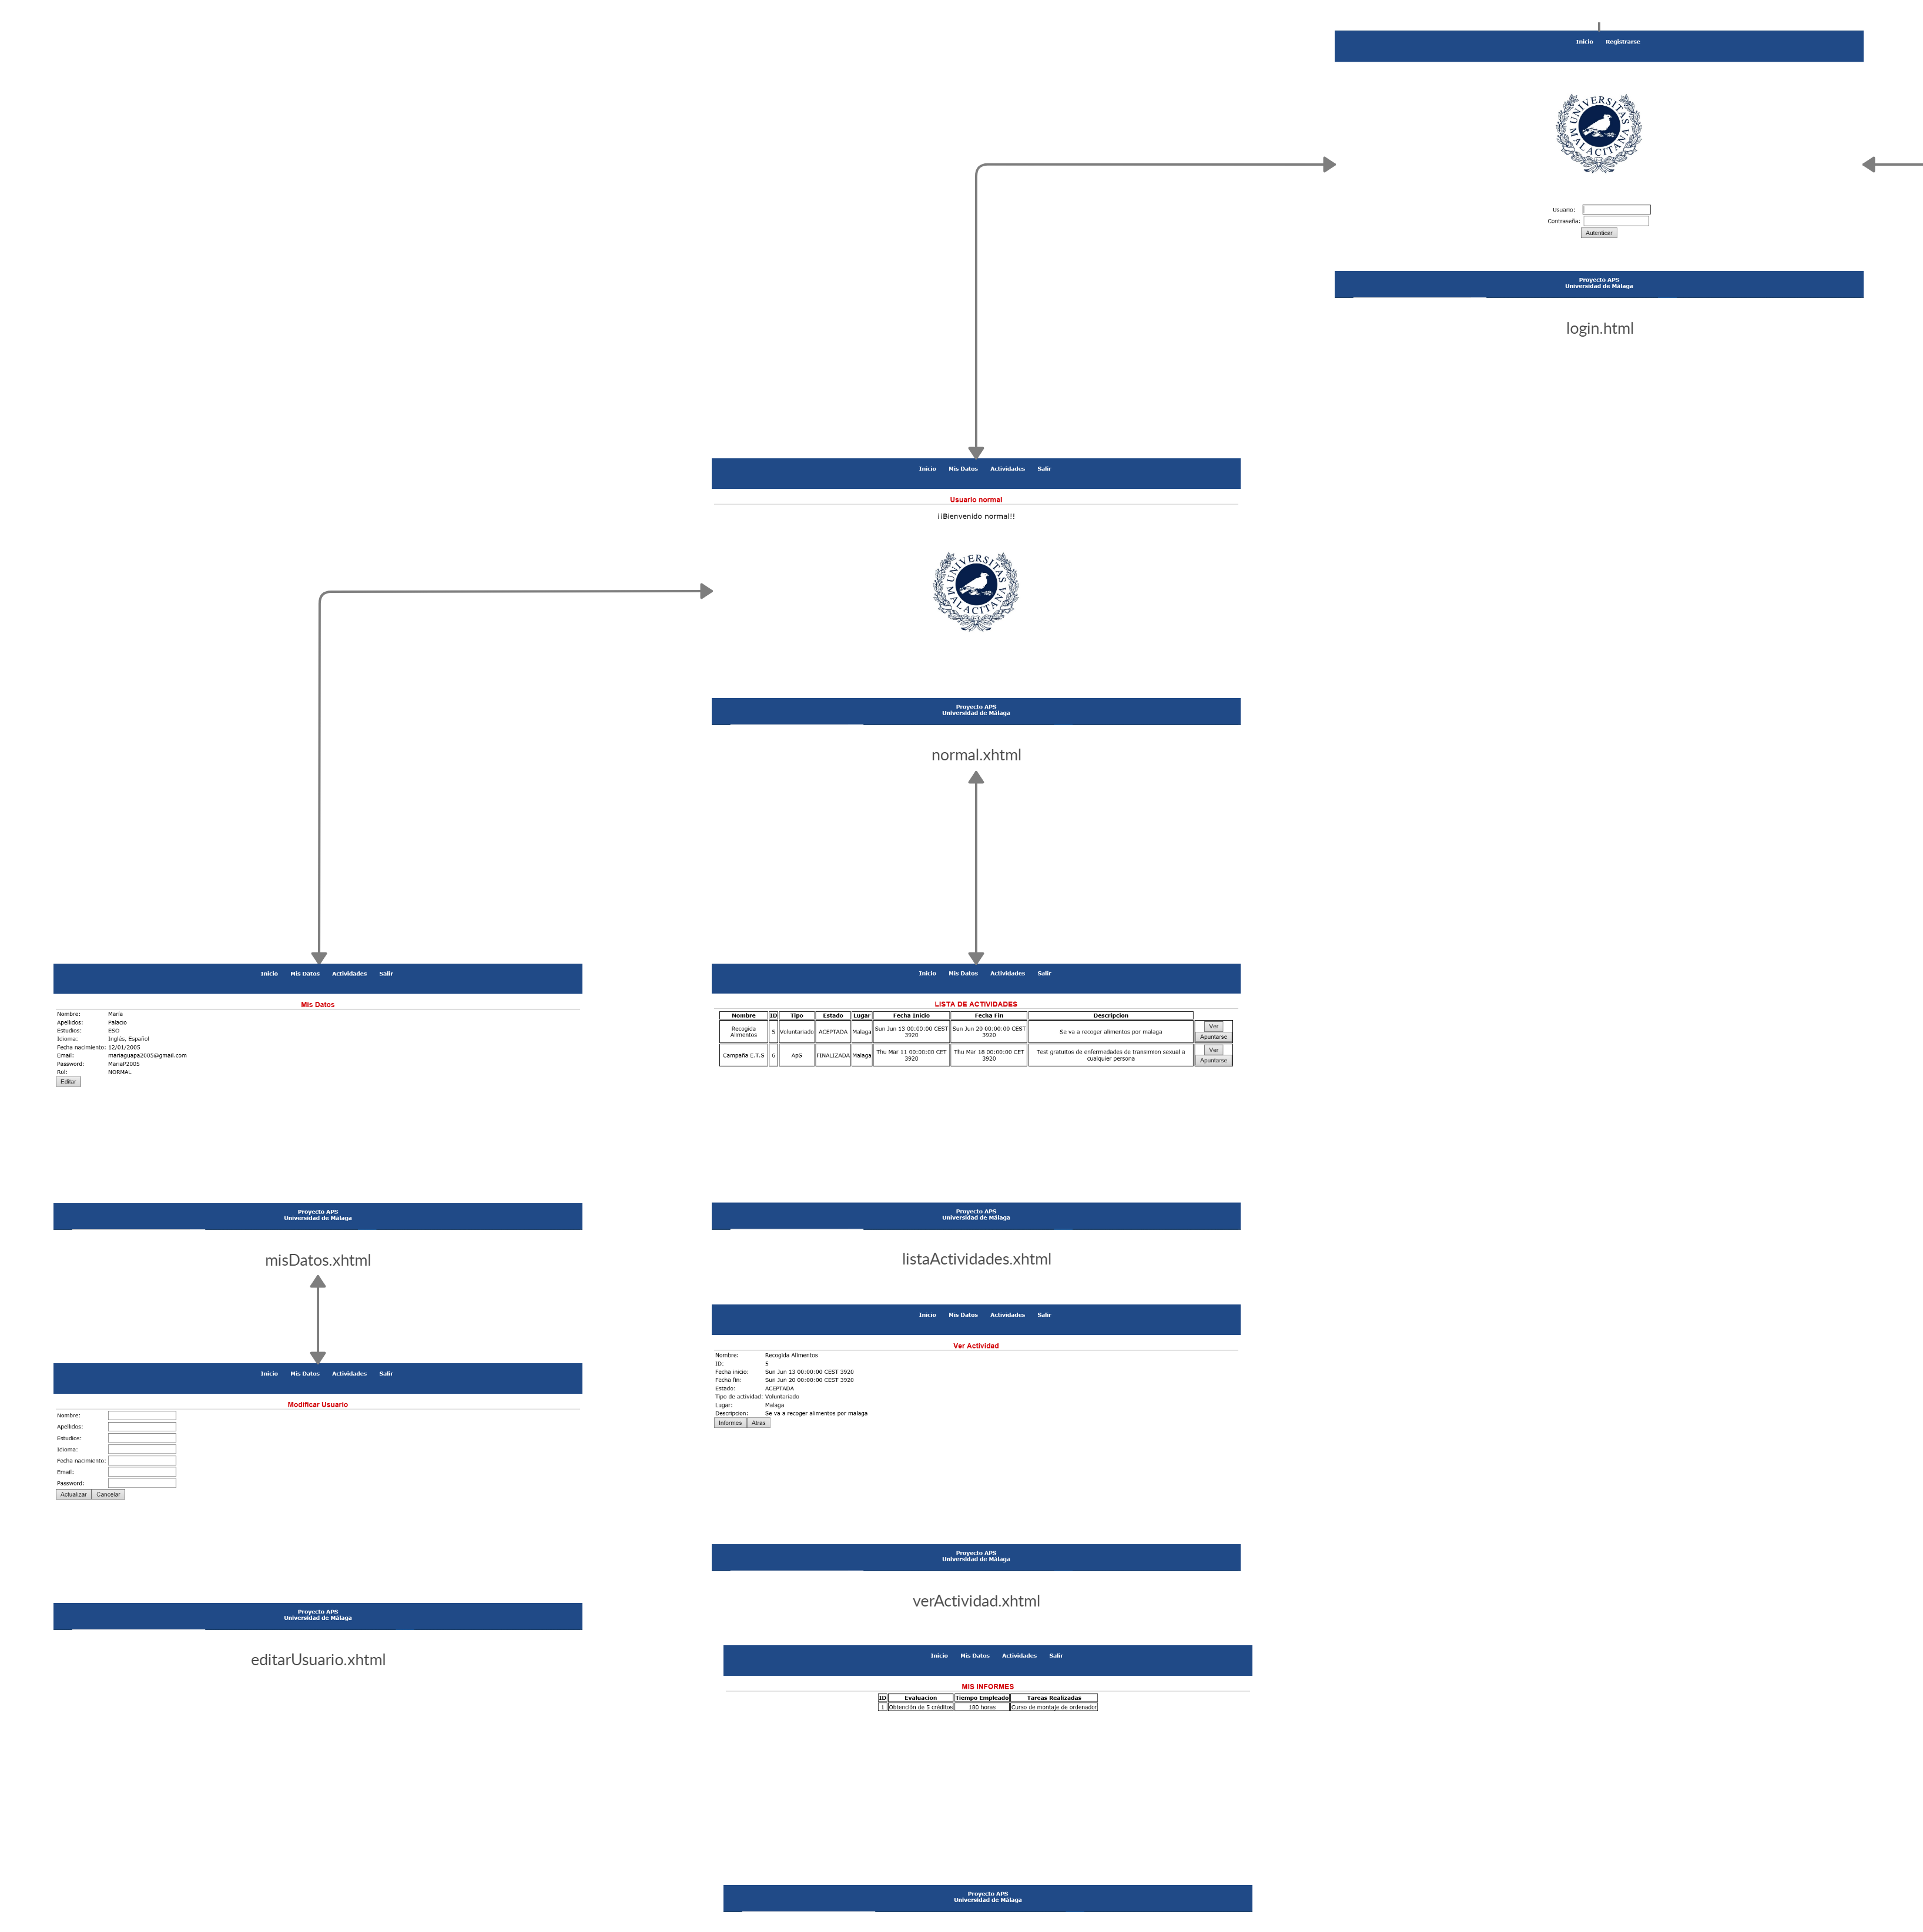 Inicio Registrarse
UNIVERSITAS MALACITANA
Usuario:
Contraseña:
Autenticar
Proyecto APS
Universidad de Málaga
login.html
Inicio Mis Datos Actividades Salir
Usuario normal
¡¡Bienvenido normal!!
UNIVERSITAS MALACITANA
Proyecto APS
Universidad de Málaga
normal.xhtml
Inicio Mis Datos Actividades Salir
Mis Datos
Nombre: María
Apellidos: Palacio
Estudios: ESO
Idioma: Inglés, Español
Fecha nacimiento: 12/01/2005
Email: mariaguapa2005@gmail.com
Password: MariaP2005
Rol: NORMAL
Editar
Proyecto APS
Universidad de Málaga
misDatos.xhtml
Inicio Mis Datos Actividades Salir
LISTA DE ACTIVIDADES
Nombre ID Tipo Estado Lugar Fecha Inicio Fecha Fin Descripcion
Recogida Alimentos 5 Voluntariado ACEPTADA Malaga Sun Jun 13 00:00:00 CEST 3920 Sun Jun 20 00:00:00 CEST 3920 Se va a recoger alimentos por malaga Ver Apuntarse
Campaña E.T.S 6 ApS FINALIZADA Malaga Thu Mar 11 00:00:00 CET 3920 Thu Mar 18 00:00:00 CET 3920 Test gratuitos de enfermedades de transimion sexual a cualquier persona Ver Apuntarse
Proyecto APS
Universidad de Málaga
listaActividades.xhtml
Inicio Mis Datos Actividades Salir
Modificar Usuario
Nombre:
Apellidos:
Estudios:
Idioma:
Fecha nacimiento:
Email:
Password:
Actualizar Cancelar
Proyecto APS
Universidad de Málaga
editarUsuario.xhtml
Inicio Mis Datos Actividades Salir
Ver Actividad
Nombre: Recogida Alimentos
ID: 5
Fecha inicio: Sun Jun 13 00:00:00 CEST 3920
Fecha fin: Sun Jun 20 00:00:00 CEST 3920
Estado: ACEPTADA
Tipo de actividad: Voluntariado
Lugar: Malaga
Descripcion: Se va a recoger alimentos por malaga
Informes Atras
Proyecto APS
Universidad de Málaga
verActividad.xhtml
Inicio Mis Datos Actividades Salir
MIS INFORMES
ID Evaluacion Tiempo Empleado Tareas Realizadas
1 Obtención de 5 créditos 180 horas Curso de montaje de ordenador
Proyecto APS
Universidad de Málaga